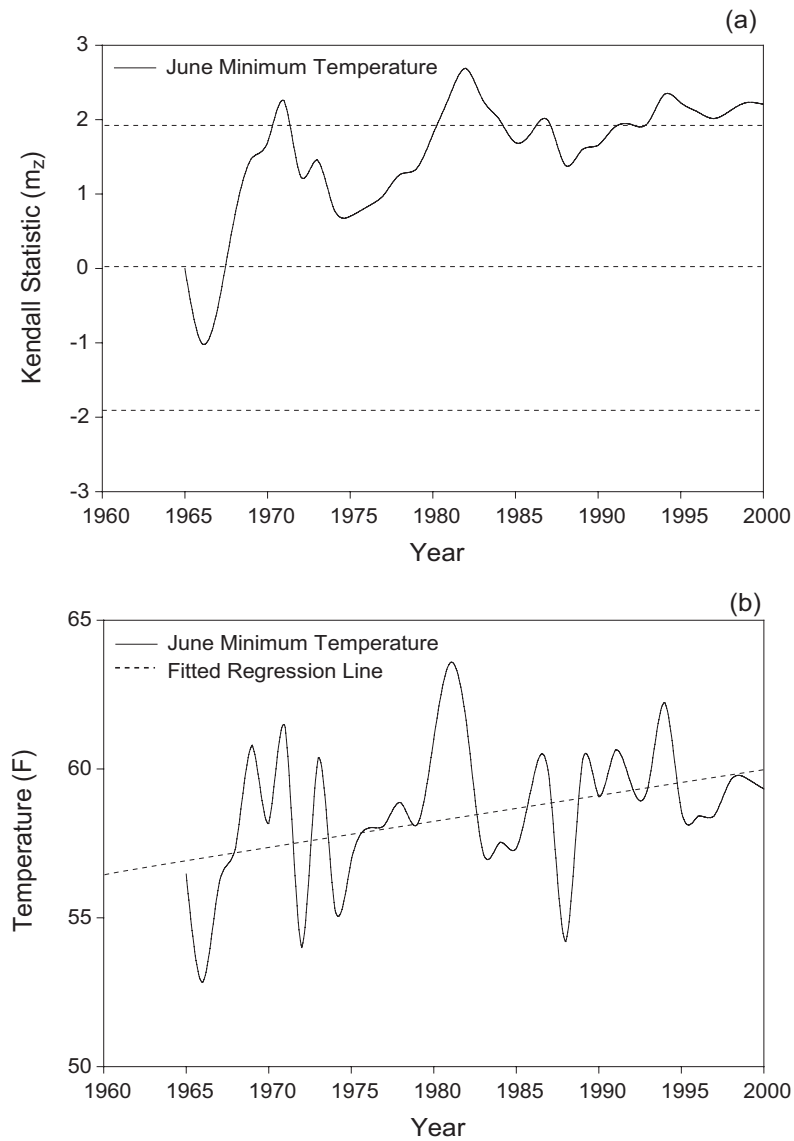 (a)
3
June Minimum Temperature
2
1
0
-1
-2
-3
Kendall Statistic (mz)
1960 1965 1970 1975 1980 1985 1990 1995 2000
Year
(b)
65
June Minimum Temperature
Fitted Regression Line
60
55
50
Temperature (F)
1960 1965 1970 1975 1980 1985 1990 1995 2000
Year